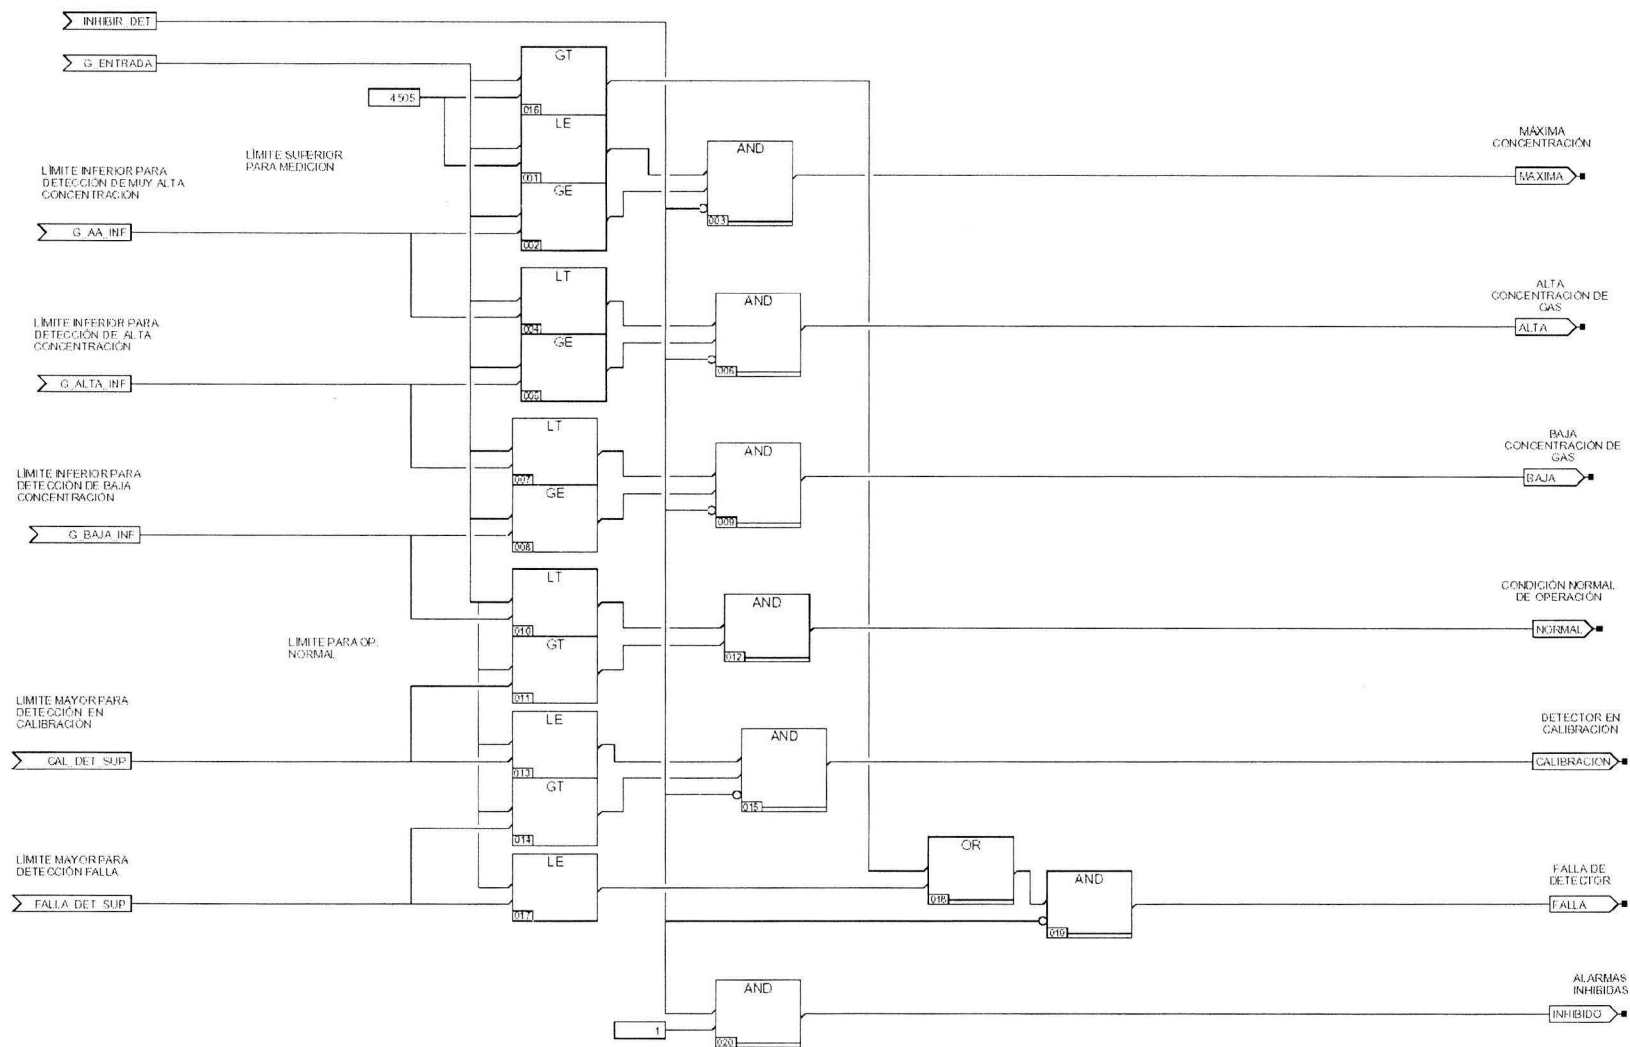 INHIBIR_DET
G_ENTRADA
GT
4505
016
LE
LÍMITE SUPERIOR
PARA MEDICION
001
GE
002
AND
003
MÁXIMA
CONCENTRACIÓN
MAXIMA
LÍMITE INFERIOR PARA
DETECCIÓN DE MUY ALTA
CONCENTRACIÓN
G_AA_INF
LT
004
GE
005
AND
006
ALTA
CONCENTRACIÓN DE
GAS
ALTA
LÍMITE INFERIOR PARA
DETECCIÓN DE ALTA
CONCENTRACIÓN
G_ALTA_INF
LT
007
GE
008
AND
009
BAJA
CONCENTRACIÓN DE
GAS
BAJA
LÍMITE INFERIOR PARA
DETECCIÓN DE BAJA
CONCENTRACIÓN
G_BAJA_INF
LT
010
GT
011
LÍMITE PARA OP.
NORMAL
AND
012
CONDICIÓN NORMAL
DE OPERACIÓN
NORMAL
LÍMITE MAYOR PARA
DETECCIÓN EN
CALIBRACIÓN
CAL_DET_SUP
LE
013
GT
014
AND
015
DETECTOR EN
CALIBRACIÓN
CALIBRACION
LÍMITE MAYOR PARA
DETECCIÓN FALLA
FALLA_DET_SUP
LE
017
OR
018
AND
019
FALLA DE
DETECTOR
FALLA
AND
1
020
ALARMAS
INHIBIDAS
INHIBIDO